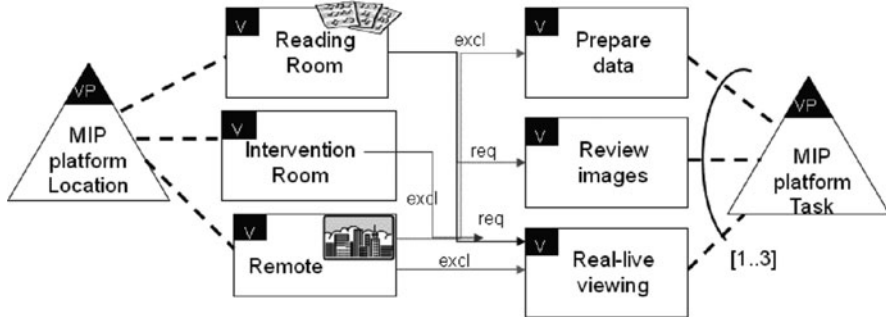 V
Reading
Room
excl
V
Prepare
data
VP
MIP
platform
Location
V
Intervention
Room
excl
req
V
Review
images
VP
MIP
platform
Task
V
Remote
req
excl
V
Real-live
viewing
[1..3]